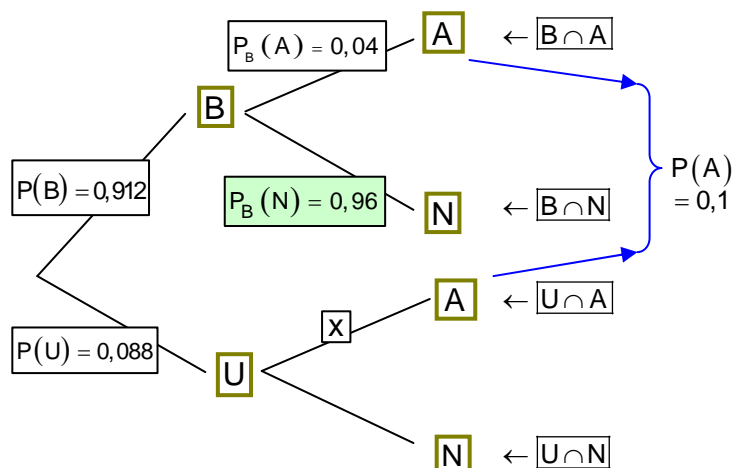 P_B(A) = 0,04
A
← B ∩ A
B
P(B) = 0,912
P_B(N) = 0,96
N
← B ∩ N
P(A)
= 0,1
A
← U ∩ A
x
P(U) = 0,088
U
N
← U ∩ N